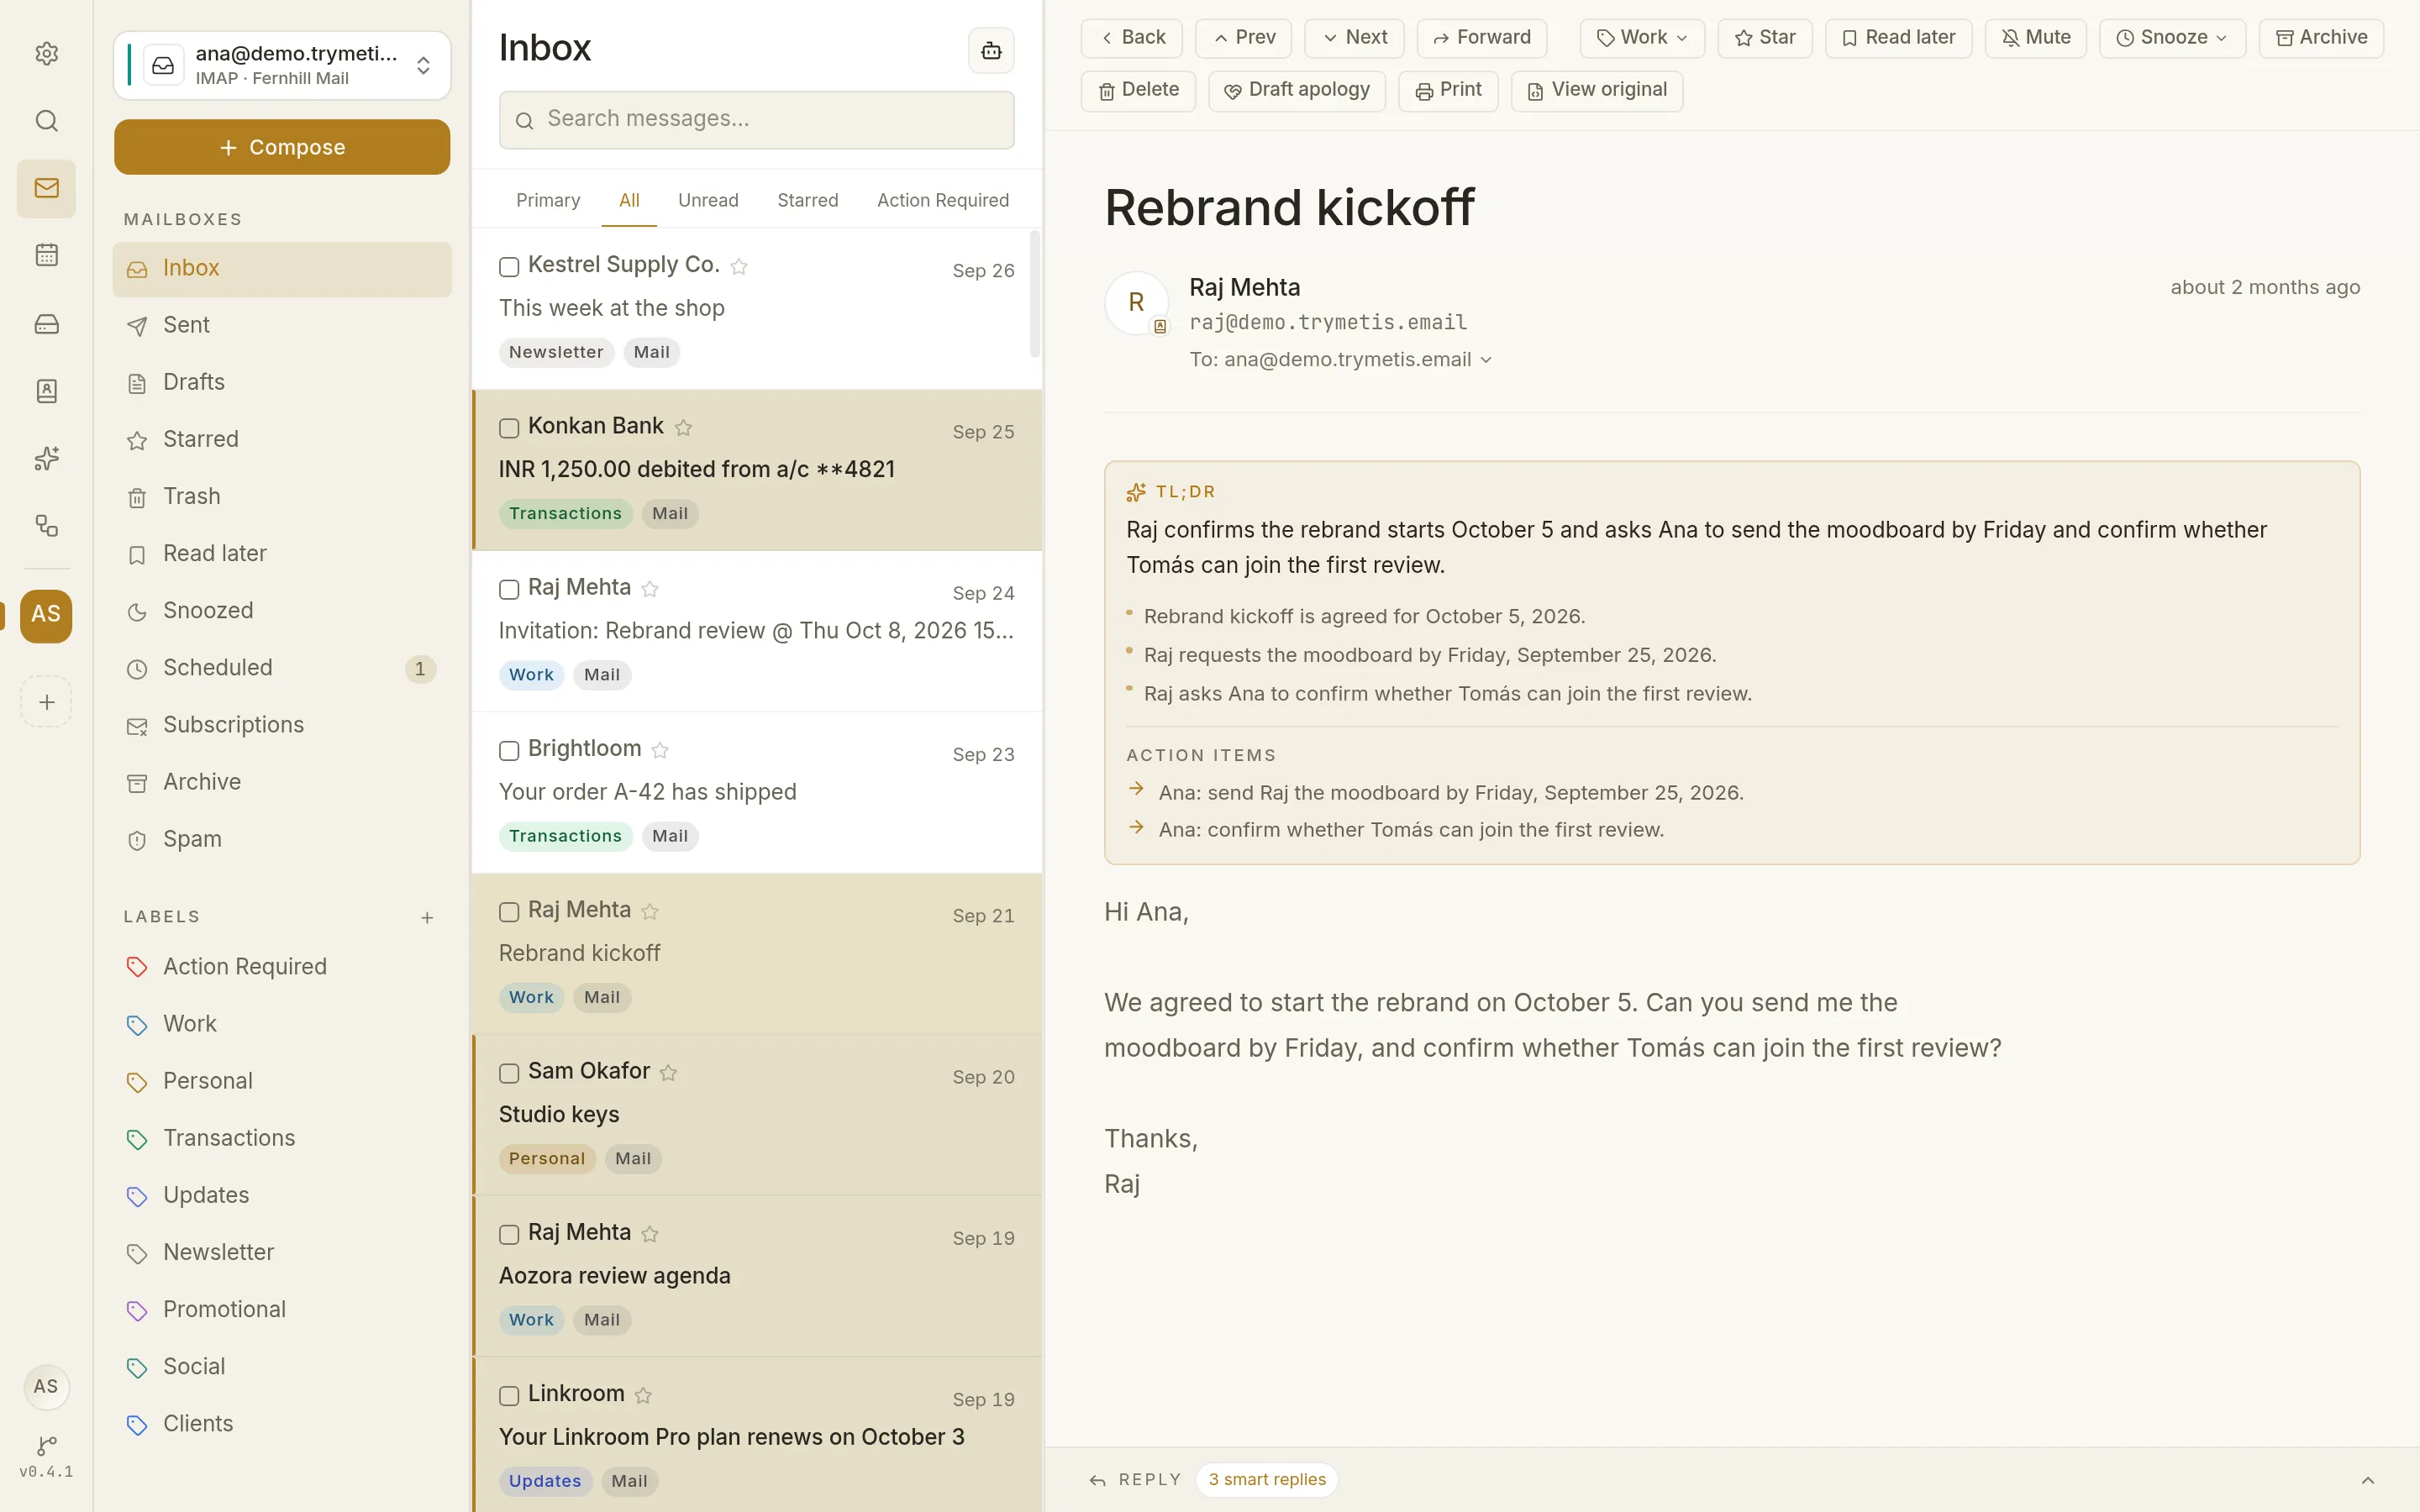 AS
AS
v0.4.1
ana@demo.trymeti...
IMAP · Fernhill Mail
Compose
MAILBOXES
Inbox
Sent
Drafts
Starred
Trash
Read later
Snoozed
Scheduled 1
Subscriptions
Archive
Spam
LABELS
Action Required
Work
Personal
Transactions
Updates
Newsletter
Promotional
Social
Clients
Inbox
Search messages...
Primary All Unread Starred Action Required
Kestrel Supply Co. Sep 26
This week at the shop
Newsletter Mail
Konkan Bank Sep 25
INR 1,250.00 debited from a/c **4821
Transactions Mail
Raj Mehta Sep 24
Invitation: Rebrand review @ Thu Oct 8, 2026 15...
Work Mail
Brightloom Sep 23
Your order A-42 has shipped
Transactions Mail
Raj Mehta Sep 21
Rebrand kickoff
Work Mail
Sam Okafor Sep 20
Studio keys
Personal Mail
Raj Mehta Sep 19
Aozora review agenda
Work Mail
Linkroom Sep 19
Your Linkroom Pro plan renews on October 3
Updates Mail
Back Prev Next Forward Work Star Read later Mute Snooze Archive
Delete Draft apology Print View original
Rebrand kickoff
R
Raj Mehta about 2 months ago
raj@demo.trymetis.email
To: ana@demo.trymetis.email
TL;DR
Raj confirms the rebrand starts October 5 and asks Ana to send the moodboard by Friday and confirm whether
Tomás can join the first review.
Rebrand kickoff is agreed for October 5, 2026.
Raj requests the moodboard by Friday, September 25, 2026.
Raj asks Ana to confirm whether Tomás can join the first review.
ACTION ITEMS
Ana: send Raj the moodboard by Friday, September 25, 2026.
Ana: confirm whether Tomás can join the first review.
Hi Ana,
We agreed to start the rebrand on October 5. Can you send me the
moodboard by Friday, and confirm whether Tomás can join the first review?
Thanks,
Raj
REPLY 3 smart replies